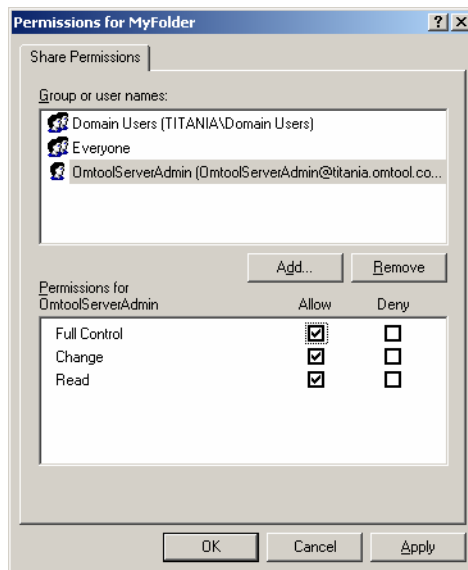 Permissions for MyFolder
Share Permissions
Group or user names:
Domain Users (TITANIA\Domain Users)
Everyone
OmtoolServerAdmin (OmtoolServerAdmin@titania.omtool.co...
Add... Remove
Permissions for
OmtoolServerAdmin Allow Deny
Full Control
Change
Read
OK Cancel Apply